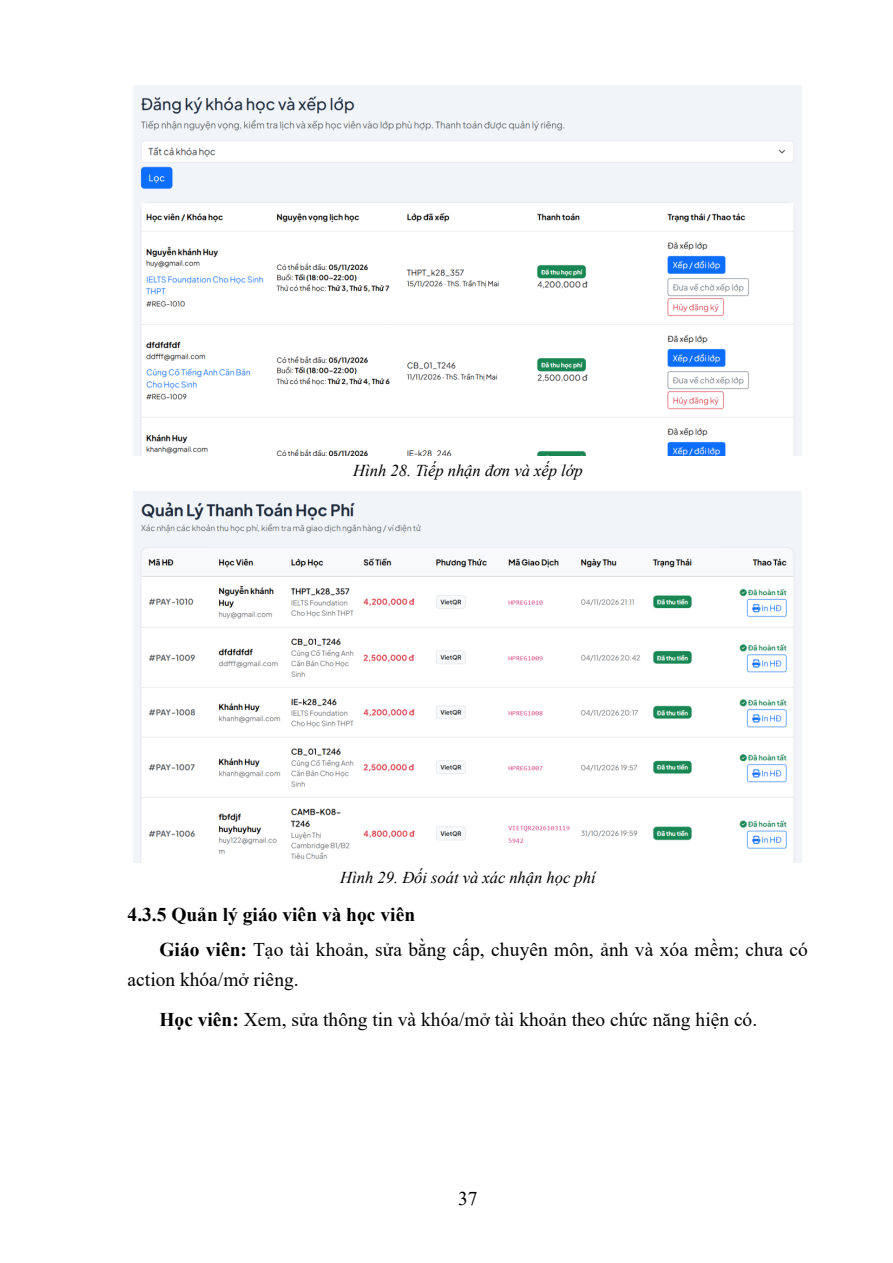 Đăng ký khóa học và xếp lớp
Tiếp nhận nguyện vọng, kiểm tra lịch và xếp học viên vào lớp phù hợp. Thanh toán được quản lý riêng.
Tất cả khóa học
Lọc
Học viên / Khóa học Nguyện vọng lịch học Lớp đã xếp Thanh toán Trạng thái / Thao tác
Nguyễn khánh Huy
huy@gmail.com
IELTS Foundation Cho Học Sinh
THPT
#REG-1010
Có thể bắt đầu: 05/11/2026
Buổi: Tối (18:00–22:00)
Thứ có thể học: Thứ 3, Thứ 5, Thứ 7
THPT_k28_357
15/11/2026 · ThS. Trần Thị Mai
Đã thu học phí
4,200,000 đ
Đã xếp lớp
Xếp / đổi lớp
Đưa về chờ xếp lớp
Hủy đăng ký
dfdfdfdf
ddfff@gmail.com
Củng Cố Tiếng Anh Căn Bản
Cho Học Sinh
#REG-1009
Có thể bắt đầu: 05/11/2026
Buổi: Tối (18:00–22:00)
Thứ có thể học: Thứ 2, Thứ 4, Thứ 6
CB_01_T246
11/11/2026 · ThS. Trần Thị Mai
Đã thu học phí
2,500,000 đ
Đã xếp lớp
Xếp / đổi lớp
Đưa về chờ xếp lớp
Hủy đăng ký
Khánh Huy
khanh@gmail.com
Có thể bắt đầu: 05/11/2026
IE-k28_246
Đã xếp lớp
Xếp / đổi lớp
Hình 28. Tiếp nhận đơn và xếp lớp
Quản Lý Thanh Toán Học Phí
Xác nhận các khoản thu học phí, kiểm tra mã giao dịch ngân hàng / ví điện tử
Mã HĐ Học Viên Lớp Học Số Tiền Phương Thức Mã Giao Dịch Ngày Thu Trạng Thái Thao Tác
#PAY-1010
Nguyễn khánh
Huy
huy@gmail.com
THPT_k28_357
IELTS Foundation
Cho Học Sinh THPT
4,200,000 đ
VietQR
HPREG1010
04/11/2026 21:11
Đã thu tiền
Đã hoàn tất
In HĐ
#PAY-1009
dfdfdfdf
ddfff@gmail.com
CB_01_T246
Củng Cố Tiếng Anh
Căn Bản Cho Học
Sinh
2,500,000 đ
VietQR
HPREG1009
04/11/2026 20:42
Đã thu tiền
Đã hoàn tất
In HĐ
#PAY-1008
Khánh Huy
khanh@gmail.com
IE-k28_246
IELTS Foundation
Cho Học Sinh THPT
4,200,000 đ
VietQR
HPREG1008
04/11/2026 20:17
Đã thu tiền
Đã hoàn tất
In HĐ
#PAY-1007
Khánh Huy
khanh@gmail.com
CB_01_T246
Củng Cố Tiếng Anh
Căn Bản Cho Học
Sinh
2,500,000 đ
VietQR
HPREG1007
04/11/2026 19:57
Đã thu tiền
Đã hoàn tất
In HĐ
#PAY-1006
fbfdjf
huyhuyhuy
huy122@gmail.co
m
CAMB-K08-
T246
Luyện Thi
Cambridge B1/B2
Tiêu Chuẩn
4,800,000 đ
VietQR
VIETQR2026103119
5942
31/10/2026 19:59
Đã thu tiền
Đã hoàn tất
In HĐ
Hình 29. Đối soát và xác nhận học phí
4.3.5 Quản lý giáo viên và học viên
Giáo viên: Tạo tài khoản, sửa bằng cấp, chuyên môn, ảnh và xóa mềm; chưa có
action khóa/mở riêng.
Học viên: Xem, sửa thông tin và khóa/mở tài khoản theo chức năng hiện có.
37